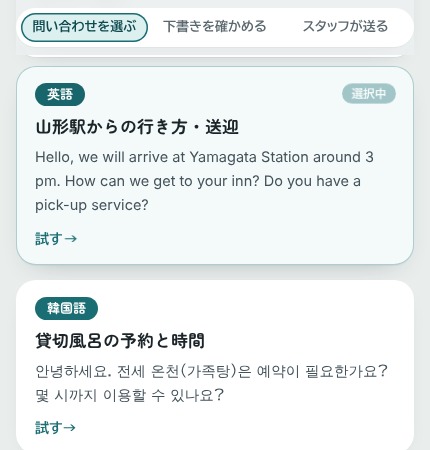 問い合わせを選ぶ 下書きを確かめる スタッフが送る
英語 選択中
山形駅からの行き方・送迎
Hello, we will arrive at Yamagata Station around 3
pm. How can we get to your inn? Do you have a
pick-up service?
試す→
韓国語
貸切風呂の予約と時間
안녕하세요. 전세 온천(가족탕)은 예약이 필요한가요?
몇 시까지 이용할 수 있나요?
試す→